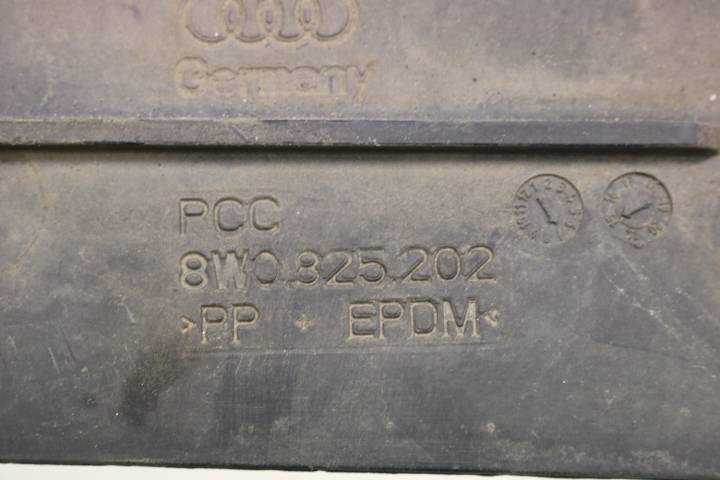 Germany
PCC
8W0.825.202
>PP + EPDM<